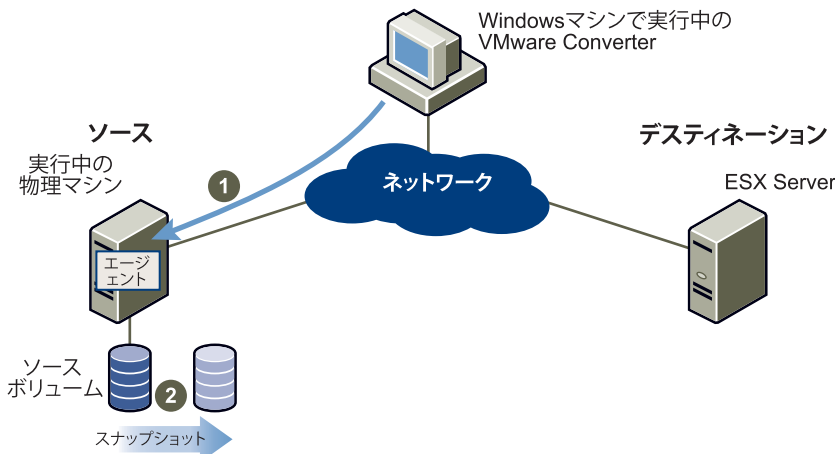 Windowsマシンで実行中の
VMware Converter
ソース
実行中の
物理マシン
1
ネットワーク
デスティネーション
ESX Server
エージ
ェント
ソース
ボリューム
2
スナップショット